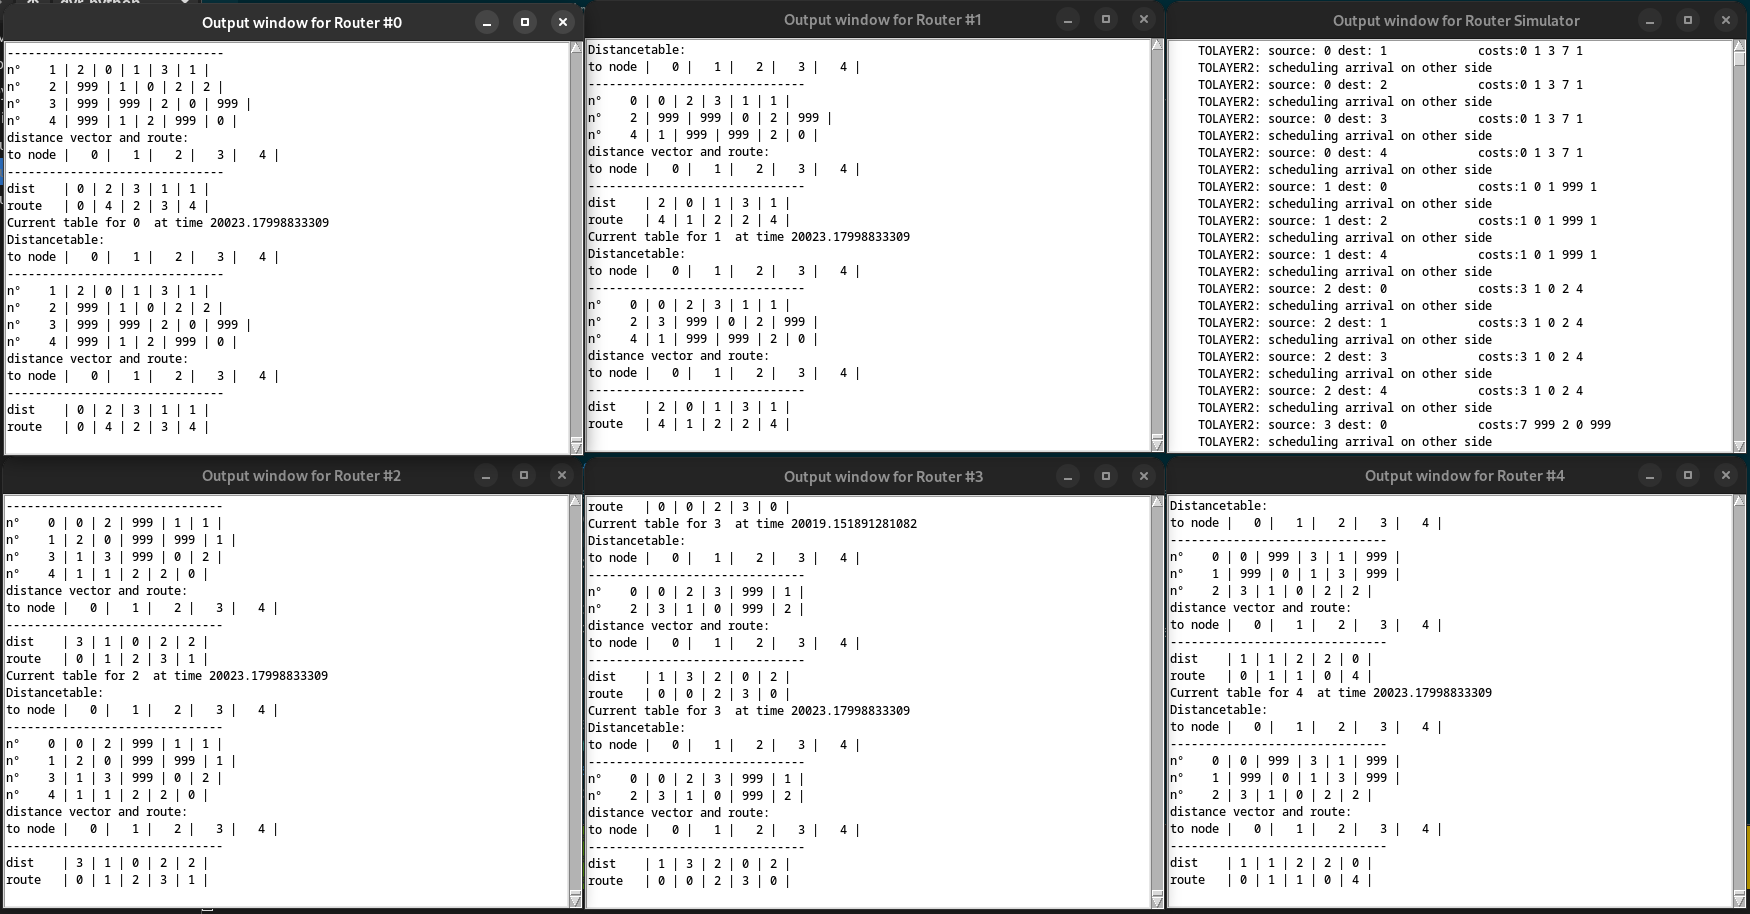 Output window for Router #0
-------------------------------
n°    1 | 2 | 0 | 1 | 3 | 1 |
n°    2 | 999 | 1 | 0 | 2 | 2 |
n°    3 | 999 | 999 | 2 | 0 | 999 |
n°    4 | 999 | 1 | 2 | 999 | 0 |
distance vector and route:
to node |   0 |   1 |   2 |   3 |   4 |
-------------------------------
dist    | 0 | 2 | 3 | 1 | 1 |
route   | 0 | 4 | 2 | 3 | 4 |
Current table for 0  at time 20023.17998833309
Distancetable:
to node |   0 |   1 |   2 |   3 |   4 |
-------------------------------
n°    1 | 2 | 0 | 1 | 3 | 1 |
n°    2 | 999 | 1 | 0 | 2 | 2 |
n°    3 | 999 | 999 | 2 | 0 | 999 |
n°    4 | 999 | 1 | 2 | 999 | 0 |
distance vector and route:
to node |   0 |   1 |   2 |   3 |   4 |
-------------------------------
dist    | 0 | 2 | 3 | 1 | 1 |
route   | 0 | 4 | 2 | 3 | 4 |
Output window for Router #1
Distancetable:
to node |   0 |   1 |   2 |   3 |   4 |
-------------------------------
n°    0 | 0 | 2 | 3 | 1 | 1 |
n°    2 | 999 | 999 | 0 | 2 | 999 |
n°    4 | 1 | 999 | 999 | 2 | 0 |
distance vector and route:
to node |   0 |   1 |   2 |   3 |   4 |
-------------------------------
dist    | 2 | 0 | 1 | 3 | 1 |
route   | 4 | 1 | 2 | 2 | 4 |
Current table for 1  at time 20023.17998833309
Distancetable:
to node |   0 |   1 |   2 |   3 |   4 |
-------------------------------
n°    0 | 0 | 2 | 3 | 1 | 1 |
n°    2 | 3 | 999 | 0 | 2 | 999 |
n°    4 | 1 | 999 | 999 | 2 | 0 |
distance vector and route:
to node |   0 |   1 |   2 |   3 |   4 |
-------------------------------
dist    | 2 | 0 | 1 | 3 | 1 |
route   | 4 | 1 | 2 | 2 | 4 |
Output window for Router Simulator
TOLAYER2: source: 0 dest: 1             costs:0 1 3 7 1
TOLAYER2: scheduling arrival on other side
TOLAYER2: source: 0 dest: 2             costs:0 1 3 7 1
TOLAYER2: scheduling arrival on other side
TOLAYER2: source: 0 dest: 3             costs:0 1 3 7 1
TOLAYER2: scheduling arrival on other side
TOLAYER2: source: 0 dest: 4             costs:0 1 3 7 1
TOLAYER2: scheduling arrival on other side
TOLAYER2: source: 1 dest: 0             costs:1 0 1 999 1
TOLAYER2: scheduling arrival on other side
TOLAYER2: source: 1 dest: 2             costs:1 0 1 999 1
TOLAYER2: scheduling arrival on other side
TOLAYER2: source: 1 dest: 4             costs:1 0 1 999 1
TOLAYER2: scheduling arrival on other side
TOLAYER2: source: 2 dest: 0             costs:3 1 0 2 4
TOLAYER2: scheduling arrival on other side
TOLAYER2: source: 2 dest: 1             costs:3 1 0 2 4
TOLAYER2: scheduling arrival on other side
TOLAYER2: source: 2 dest: 3             costs:3 1 0 2 4
TOLAYER2: scheduling arrival on other side
TOLAYER2: source: 2 dest: 4             costs:3 1 0 2 4
TOLAYER2: scheduling arrival on other side
TOLAYER2: source: 3 dest: 0             costs:7 999 2 0 999
TOLAYER2: scheduling arrival on other side
Output window for Router #2
-------------------------------
n°    0 | 0 | 2 | 999 | 1 | 1 |
n°    1 | 2 | 0 | 999 | 999 | 1 |
n°    3 | 1 | 3 | 999 | 0 | 2 |
n°    4 | 1 | 1 | 2 | 2 | 0 |
distance vector and route:
to node |   0 |   1 |   2 |   3 |   4 |
-------------------------------
dist    | 3 | 1 | 0 | 2 | 2 |
route   | 0 | 1 | 2 | 3 | 1 |
Current table for 2  at time 20023.17998833309
Distancetable:
to node |   0 |   1 |   2 |   3 |   4 |
-------------------------------
n°    0 | 0 | 2 | 999 | 1 | 1 |
n°    1 | 2 | 0 | 999 | 999 | 1 |
n°    3 | 1 | 3 | 999 | 0 | 2 |
n°    4 | 1 | 1 | 2 | 2 | 0 |
distance vector and route:
to node |   0 |   1 |   2 |   3 |   4 |
-------------------------------
dist    | 3 | 1 | 0 | 2 | 2 |
route   | 0 | 1 | 2 | 3 | 1 |
Output window for Router #3
route   | 0 | 0 | 2 | 3 | 0 |
Current table for 3  at time 20019.151891281082
Distancetable:
to node |   0 |   1 |   2 |   3 |   4 |
-------------------------------
n°    0 | 0 | 2 | 3 | 999 | 1 |
n°    2 | 3 | 1 | 0 | 999 | 2 |
distance vector and route:
to node |   0 |   1 |   2 |   3 |   4 |
-------------------------------
dist    | 1 | 3 | 2 | 0 | 2 |
route   | 0 | 0 | 2 | 3 | 0 |
Current table for 3  at time 20023.17998833309
Distancetable:
to node |   0 |   1 |   2 |   3 |   4 |
-------------------------------
n°    0 | 0 | 2 | 3 | 999 | 1 |
n°    2 | 3 | 1 | 0 | 999 | 2 |
distance vector and route:
to node |   0 |   1 |   2 |   3 |   4 |
-------------------------------
dist    | 1 | 3 | 2 | 0 | 2 |
route   | 0 | 0 | 2 | 3 | 0 |
Output window for Router #4
Distancetable:
to node |   0 |   1 |   2 |   3 |   4 |
-------------------------------
n°    0 | 0 | 999 | 3 | 1 | 999 |
n°    1 | 999 | 0 | 1 | 3 | 999 |
n°    2 | 3 | 1 | 0 | 2 | 2 |
distance vector and route:
to node |   0 |   1 |   2 |   3 |   4 |
-------------------------------
dist    | 1 | 1 | 2 | 2 | 0 |
route   | 0 | 1 | 1 | 0 | 4 |
Current table for 4  at time 20023.17998833309
Distancetable:
to node |   0 |   1 |   2 |   3 |   4 |
-------------------------------
n°    0 | 0 | 999 | 3 | 1 | 999 |
n°    1 | 999 | 0 | 1 | 3 | 999 |
n°    2 | 3 | 1 | 0 | 2 | 2 |
distance vector and route:
to node |   0 |   1 |   2 |   3 |   4 |
-------------------------------
dist    | 1 | 1 | 2 | 2 | 0 |
route   | 0 | 1 | 1 | 0 | 4 |